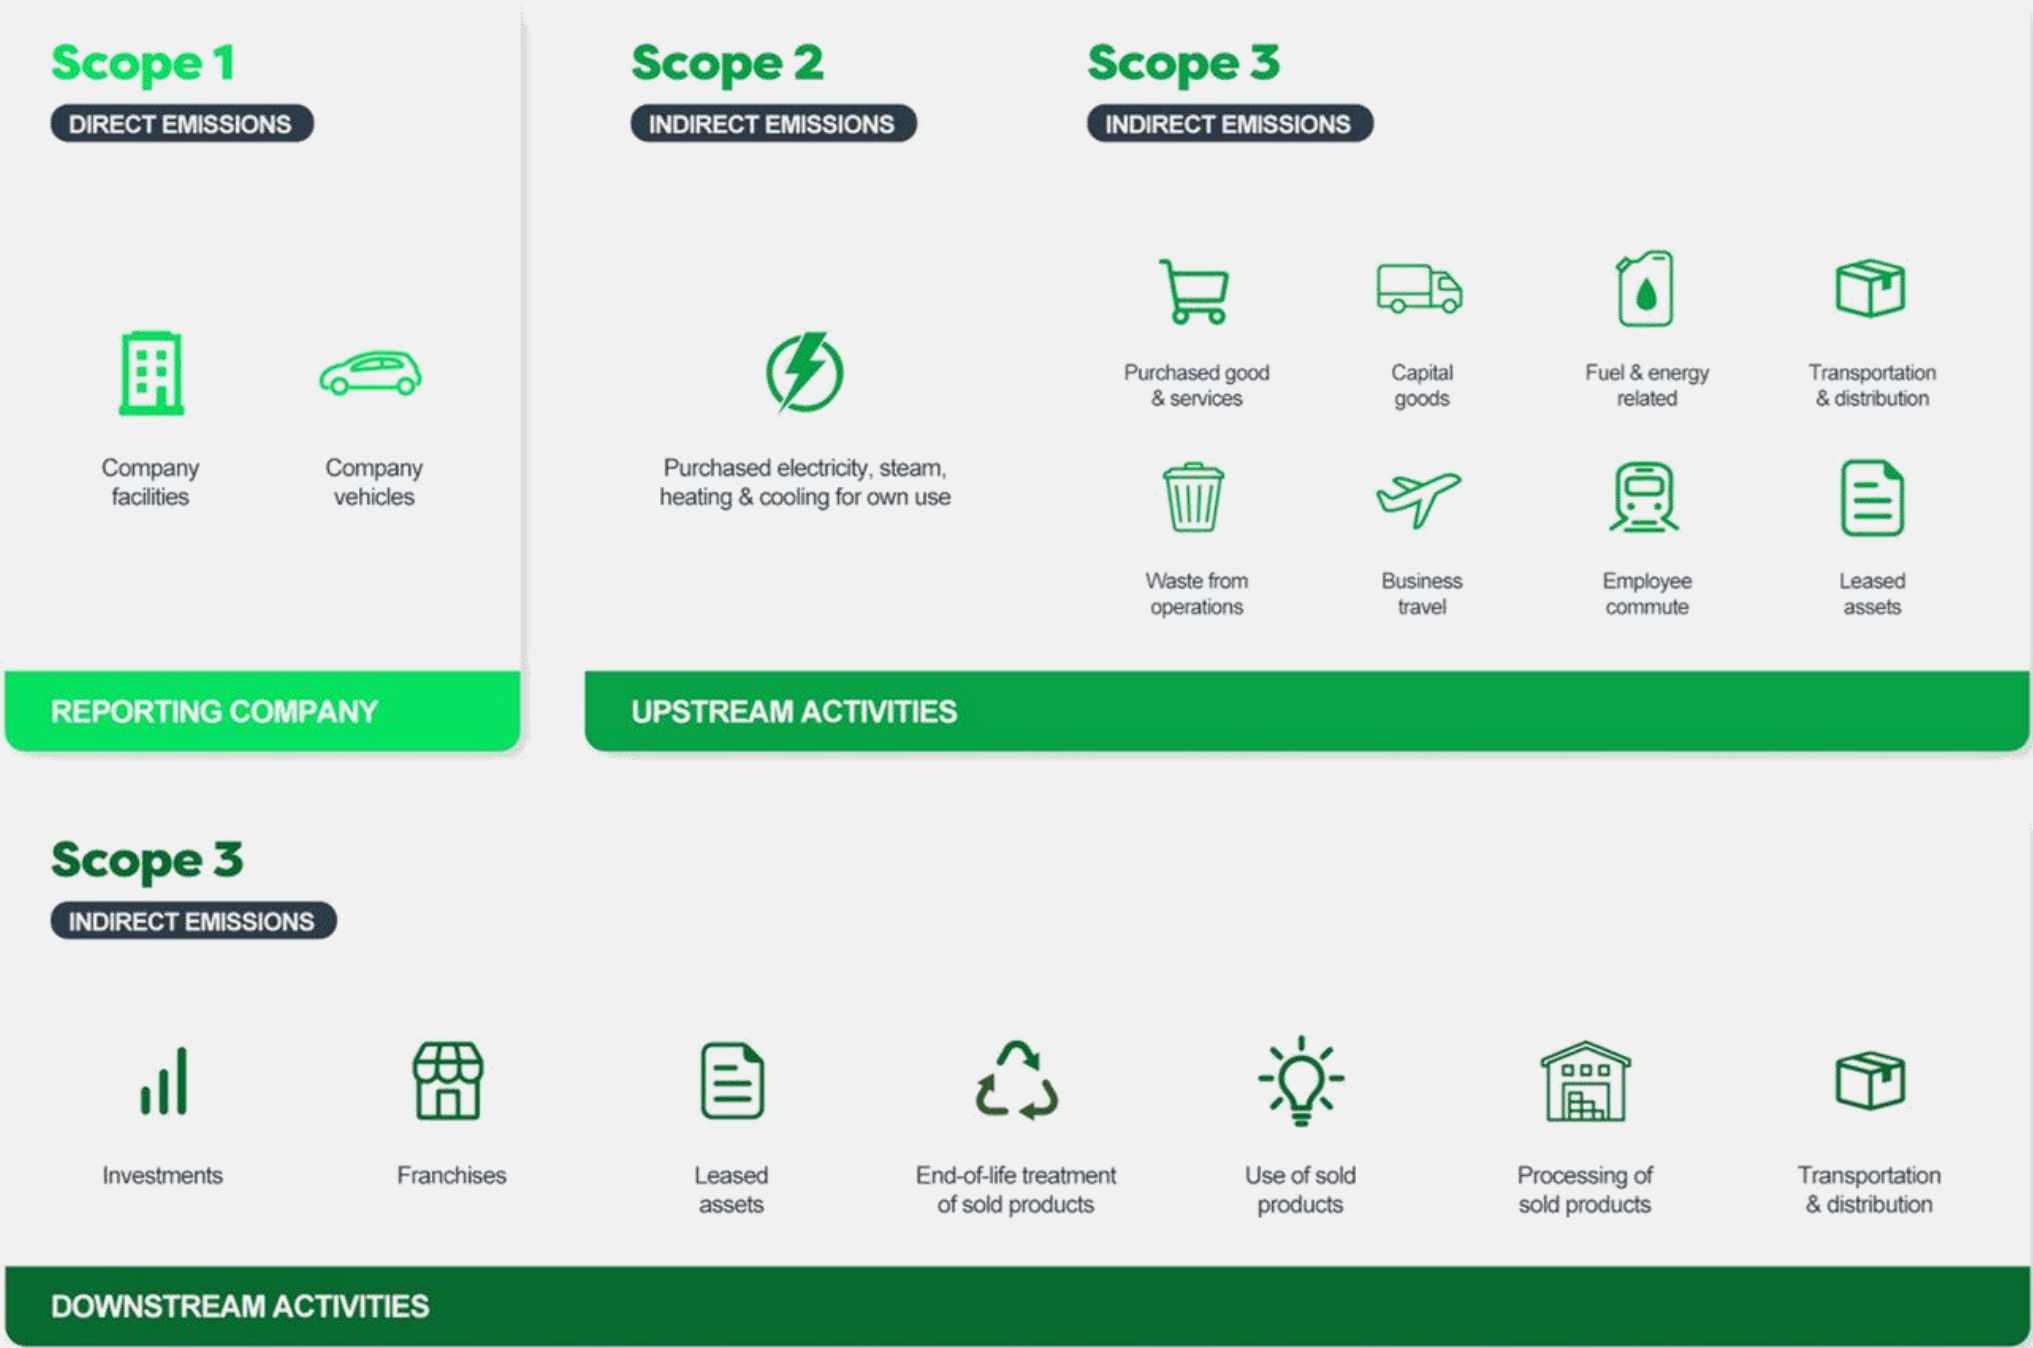 Scope 1
DIRECT EMISSIONS
Company
facilities
Company
vehicles
REPORTING COMPANY
Scope 2
INDIRECT EMISSIONS
Purchased electricity, steam,
heating & cooling for own use
Scope 3
INDIRECT EMISSIONS
Purchased good
& services
Capital
goods
Fuel & energy
related
Transportation
& distribution
Waste from
operations
Business
travel
Employee
commute
Leased
assets
UPSTREAM ACTIVITIES
Scope 3
INDIRECT EMISSIONS
Investments
Franchises
Leased
assets
End-of-life treatment
of sold products
Use of sold
products
Processing of
sold products
Transportation
& distribution
DOWNSTREAM ACTIVITIES